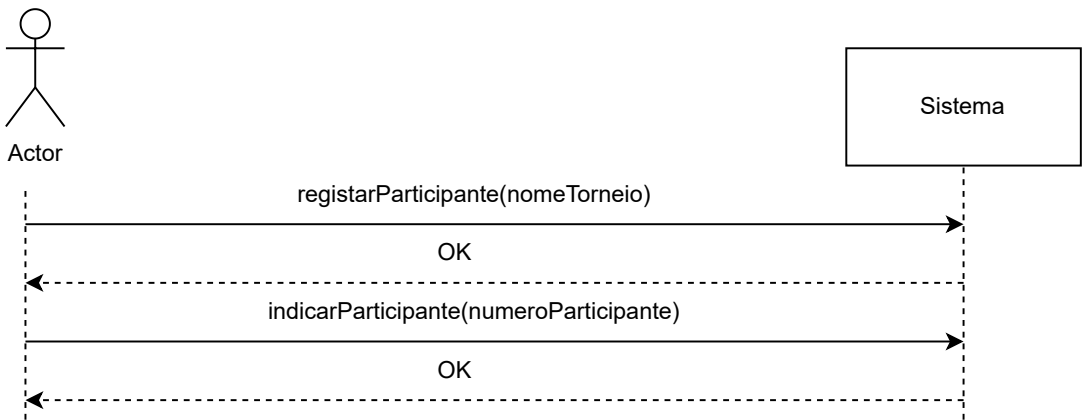 Sistema
Actor
registarParticipante(nomeTorneio)
OK
indicarParticipante(numeroParticipante)
OK